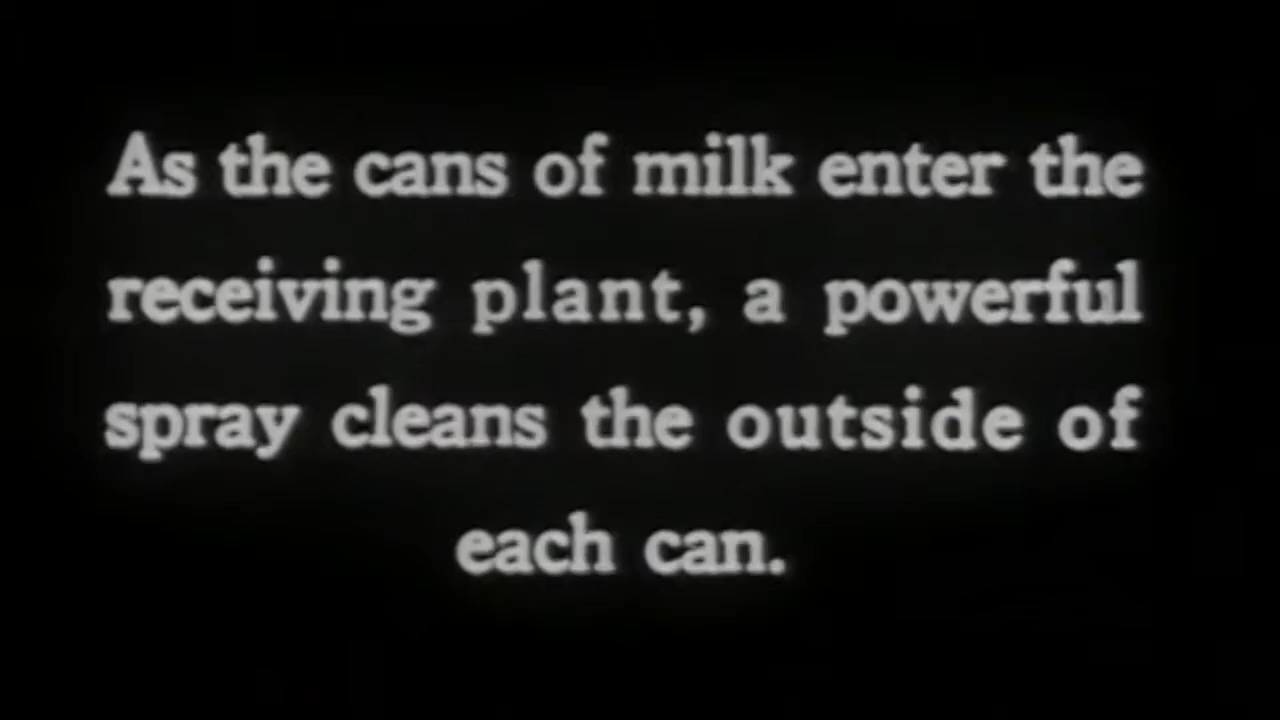 As the cans of milk enter the
receiving plant, a powerful
spray cleans the outside of
each can.